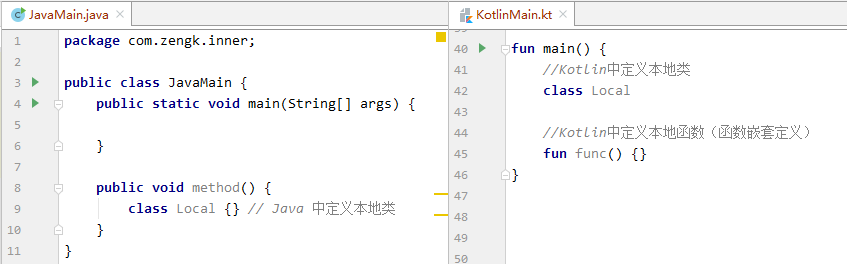 JavaMain.java
1 package com.zengk.inner;
2
3 public class JavaMain {
4 public static void main(String[] args) {
5
6 }
7
8 public void method() {
9 class Local {} // Java 中定义本地类
10 }
11 }
KotlinMain.kt
40 fun main() {
41 //Kotlin中定义本地类
42 class Local
43
44 //Kotlin中定义本地函数（函数嵌套定义）
45 fun func() {}
46 }
47
48
49
50